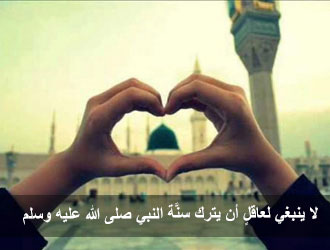 لا ينبغي لعاقلٍ أن يترك سنَّة النبي صلى الله عليه وسلم